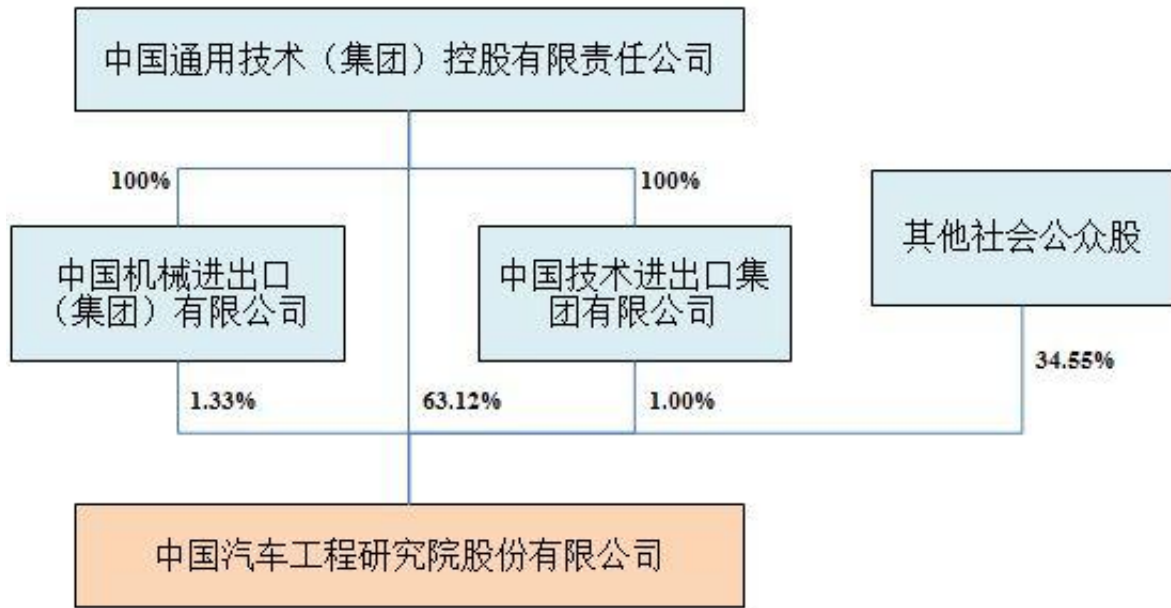 中国通用技术（集团）控股有限责任公司
100%
100%
中国机械进出口
（集团）有限公司
中国技术进出口集
团有限公司
其他社会公众股
1.33%
63.12%
1.00%
34.55%
中国汽车工程研究院股份有限公司